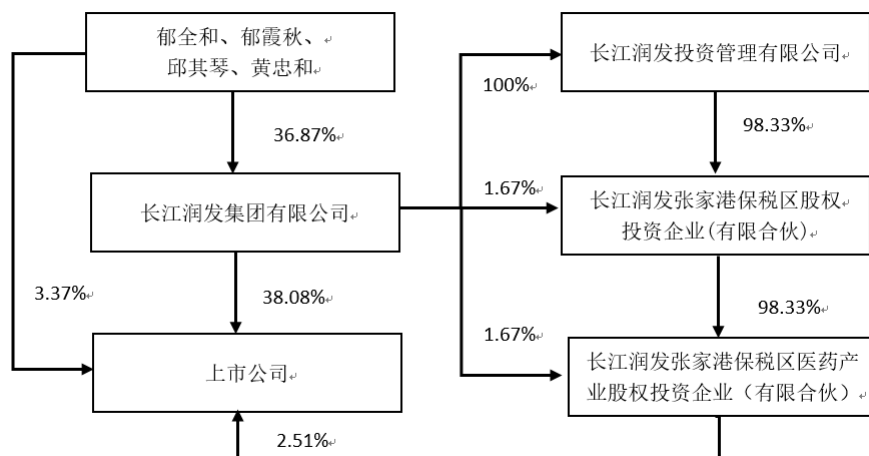 郁全和、郁霞秋、
邱其琴、黄忠和
长江润发投资管理有限公司
100%
36.87%
98.33%
长江润发集团有限公司
1.67%
长江润发张家港保税区股权
投资企业(有限合伙)
3.37%
38.08%
98.33%
1.67%
上市公司
长江润发张家港保税区医药产
业股权投资企业（有限合伙）
2.51%